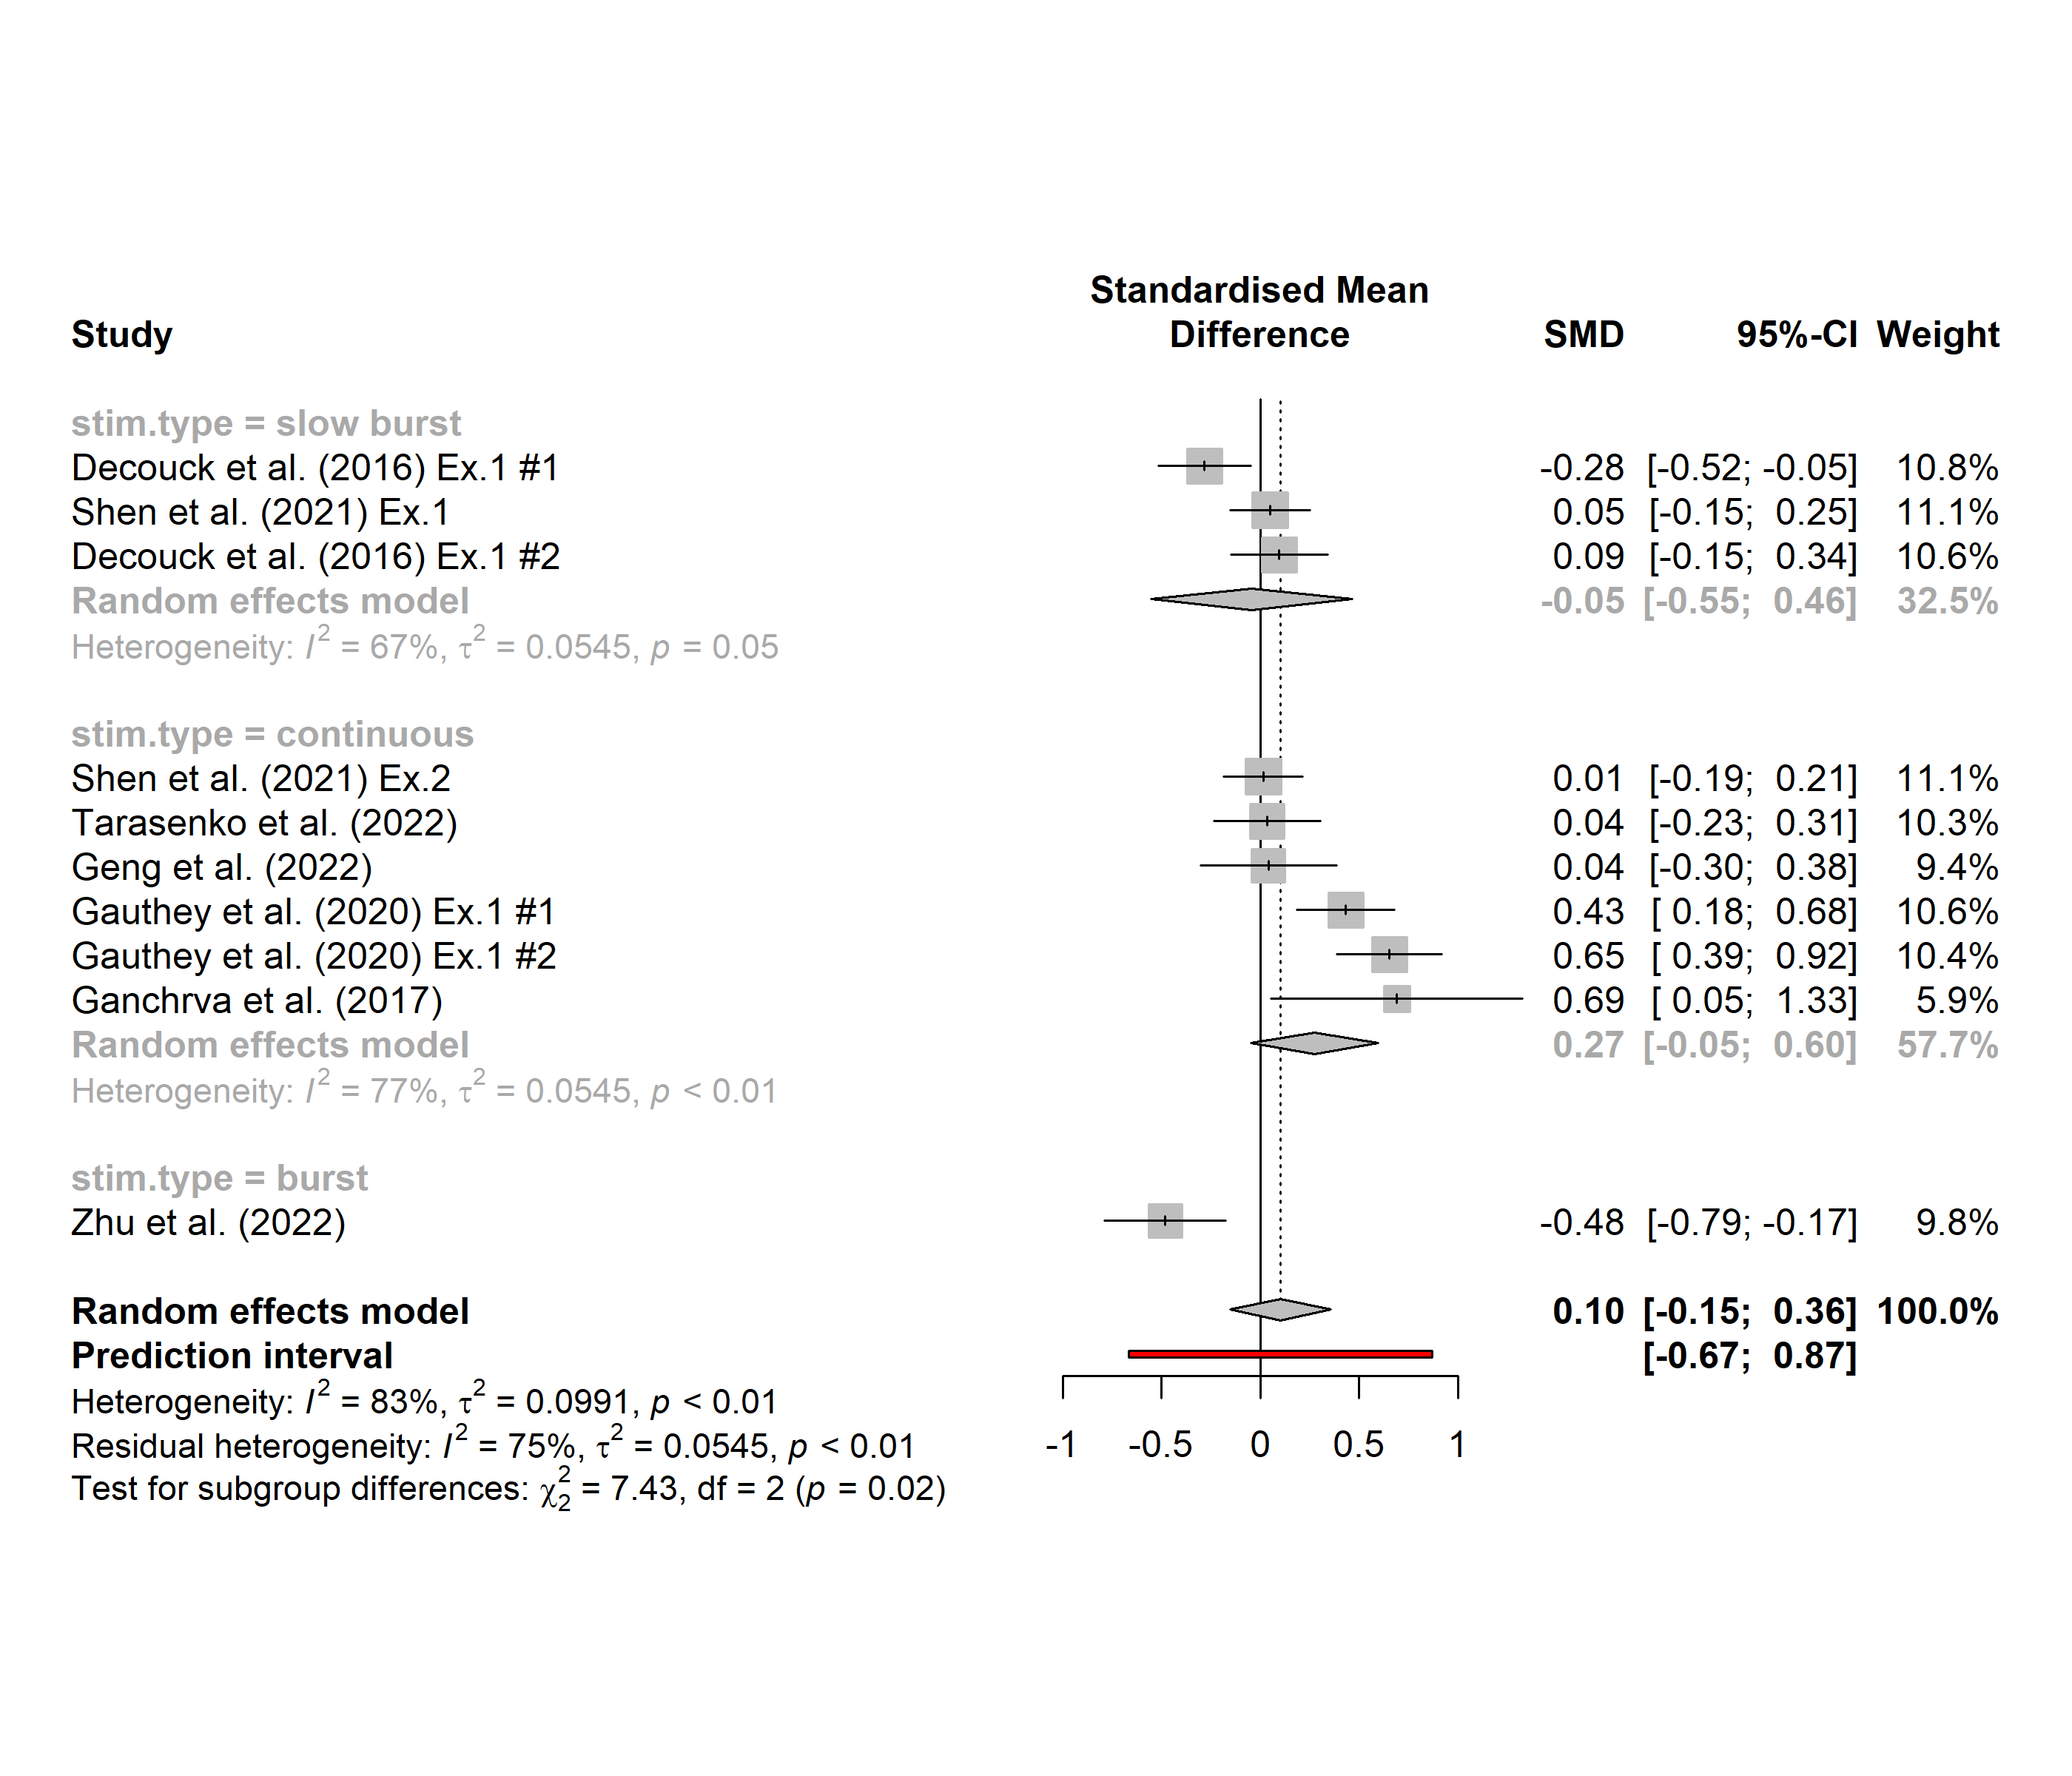 Standardised Mean
Study Difference SMD 95%-CI Weight
stim.type = slow burst
Decouck et al. (2016) Ex.1 #1 -0.28 [-0.52; -0.05] 10.8%
Shen et al. (2021) Ex.1 0.05 [-0.15; 0.25] 11.1%
Decouck et al. (2016) Ex.1 #2 0.09 [-0.15; 0.34] 10.6%
Random effects model -0.05 [-0.55; 0.46] 32.5%
Heterogeneity: I² = 67%, τ² = 0.0545, p = 0.05
stim.type = continuous
Shen et al. (2021) Ex.2 0.01 [-0.19; 0.21] 11.1%
Tarasenko et al. (2022) 0.04 [-0.23; 0.31] 10.3%
Geng et al. (2022) 0.04 [-0.30; 0.38] 9.4%
Gauthey et al. (2020) Ex.1 #1 0.43 [ 0.18; 0.68] 10.6%
Gauthey et al. (2020) Ex.1 #2 0.65 [ 0.39; 0.92] 10.4%
Ganchrva et al. (2017) 0.69 [ 0.05; 1.33] 5.9%
Random effects model 0.27 [-0.05; 0.60] 57.7%
Heterogeneity: I² = 77%, τ² = 0.0545, p < 0.01
stim.type = burst
Zhu et al. (2022) -0.48 [-0.79; -0.17] 9.8%
Random effects model 0.10 [-0.15; 0.36] 100.0%
Prediction interval [-0.67; 0.87]
Heterogeneity: I² = 83%, τ² = 0.0991, p < 0.01
Residual heterogeneity: I² = 75%, τ² = 0.0545, p < 0.01
-1 -0.5 0 0.5 1
Test for subgroup differences: χ²₂ = 7.43, df = 2 (p = 0.02)